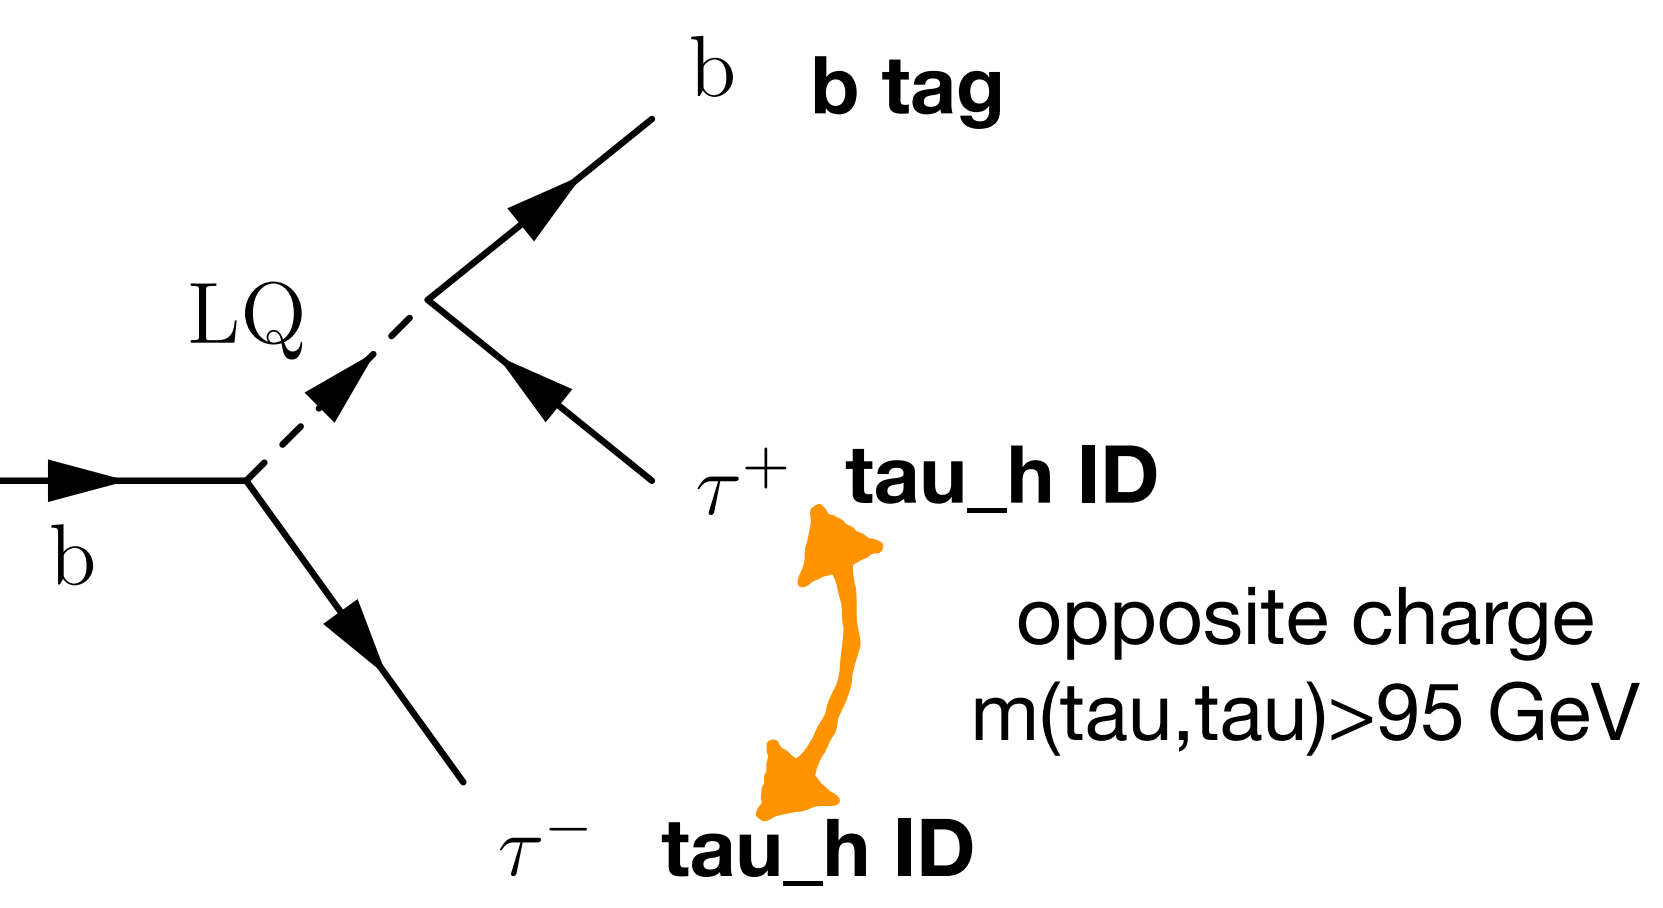 b b tag
LQ
τ⁺ tau_h ID
b
opposite charge
m(tau,tau)>95 GeV
τ⁻ tau_h ID